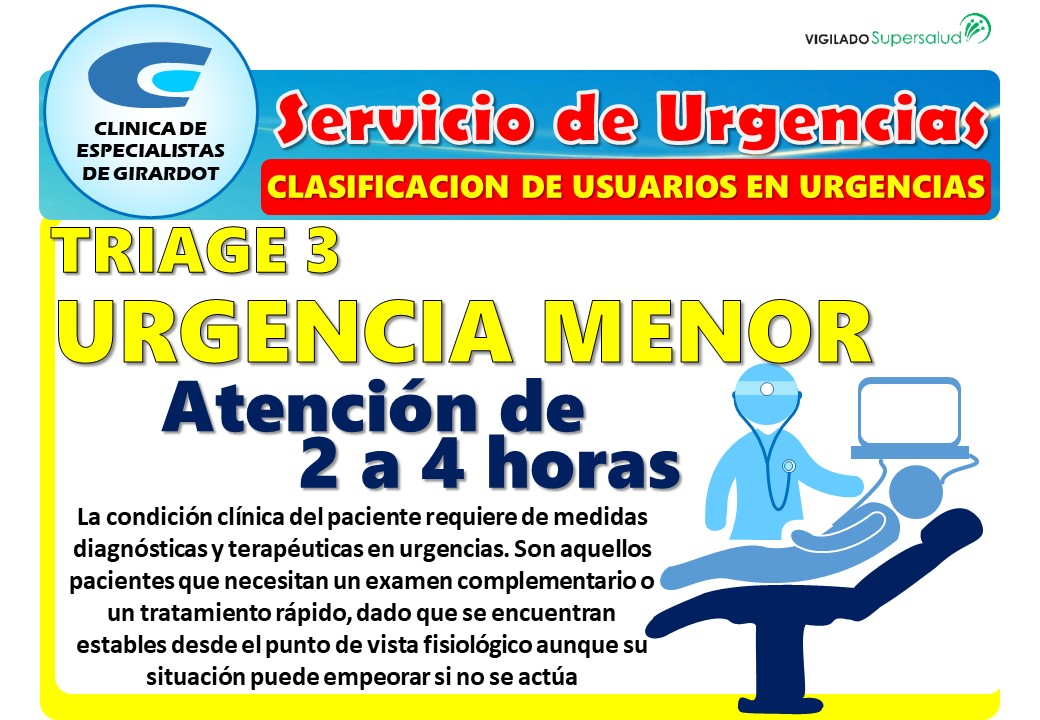 VIGILADO Supersalud
CLINICA DE
ESPECIALISTAS
DE GIRARDOT
Servicio de Urgencias
CLASIFICACION DE USUARIOS EN URGENCIAS
TRIAGE 3
URGENCIA MENOR
Atención de
2 a 4 horas
La condición clínica del paciente requiere de medidas
diagnósticas y terapéuticas en urgencias. Son aquellos
pacientes que necesitan un examen complementario o
un tratamiento rápido, dado que se encuentran
estables desde el punto de vista fisiológico aunque su
situación puede empeorar si no se actúa